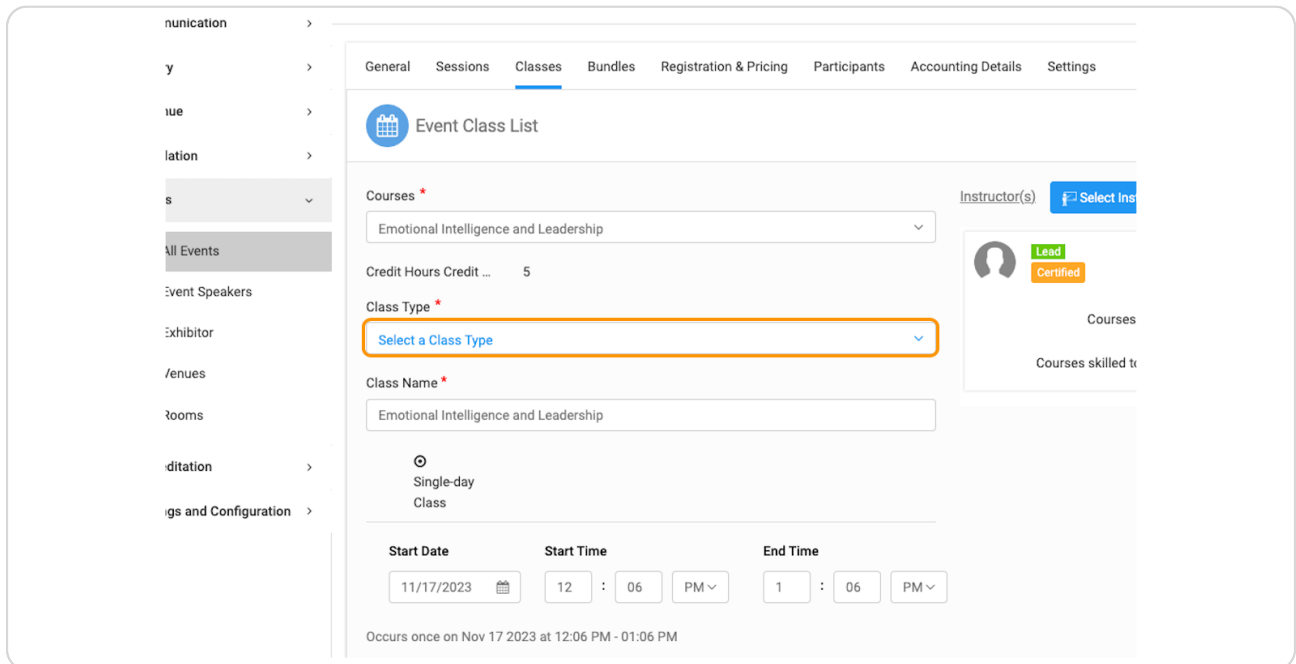 nunication
ry
nue
lation
s
All Events
Event Speakers
Exhibitor
Venues
Rooms
editation
ngs and Configuration
General Sessions Classes Bundles Registration & Pricing Participants Accounting Details Settings
Event Class List
Courses *
Emotional Intelligence and Leadership
Credit Hours Credit ... 5
Class Type *
Select a Class Type
Class Name *
Emotional Intelligence and Leadership
Single-day
Class
Start Date Start Time End Time
11/17/2023 12 : 06 PM 1 : 06 PM
Occurs once on Nov 17 2023 at 12:06 PM - 01:06 PM
Instructor(s) Select Ins
Lead
Certified
Courses
Courses skilled to